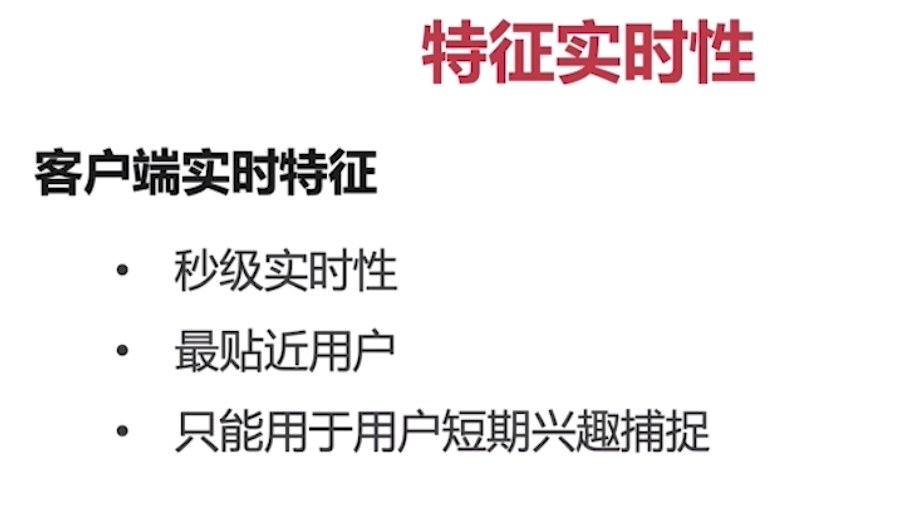 特征实时性
客户端实时特征
• 秒级实时性
• 最贴近用户
• 只能用于用户短期兴趣捕捉